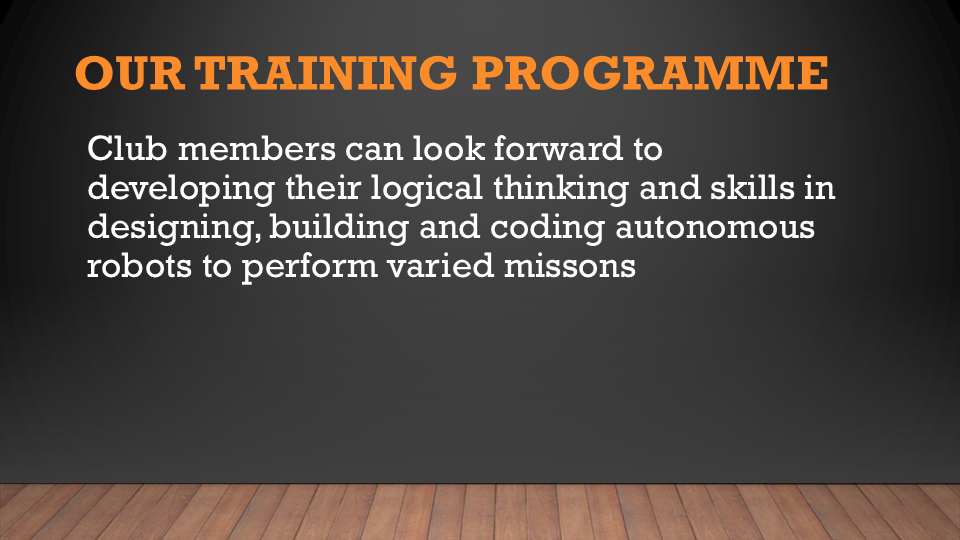 OUR TRAINING PROGRAMME
Club members can look forward to
developing their logical thinking and skills in
designing, building and coding autonomous
robots to perform varied missons